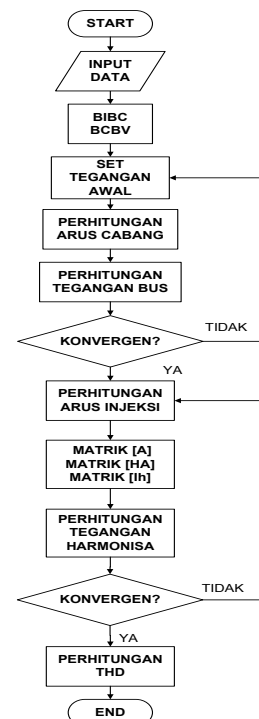 START
INPUT
DATA
BIBC
BCBV
SET
TEGANGAN
AWAL
PERHITUNGAN
ARUS CABANG
PERHITUNGAN
TEGANGAN BUS
KONVERGEN?
TIDAK
YA
PERHITUNGAN
ARUS INJEKSI
MATRIK [A]
MATRIK [HA]
MATRIK [Ih]
PERHITUNGAN
TEGANGAN
HARMONISA
KONVERGEN?
TIDAK
YA
PERHITUNGAN
THD
END